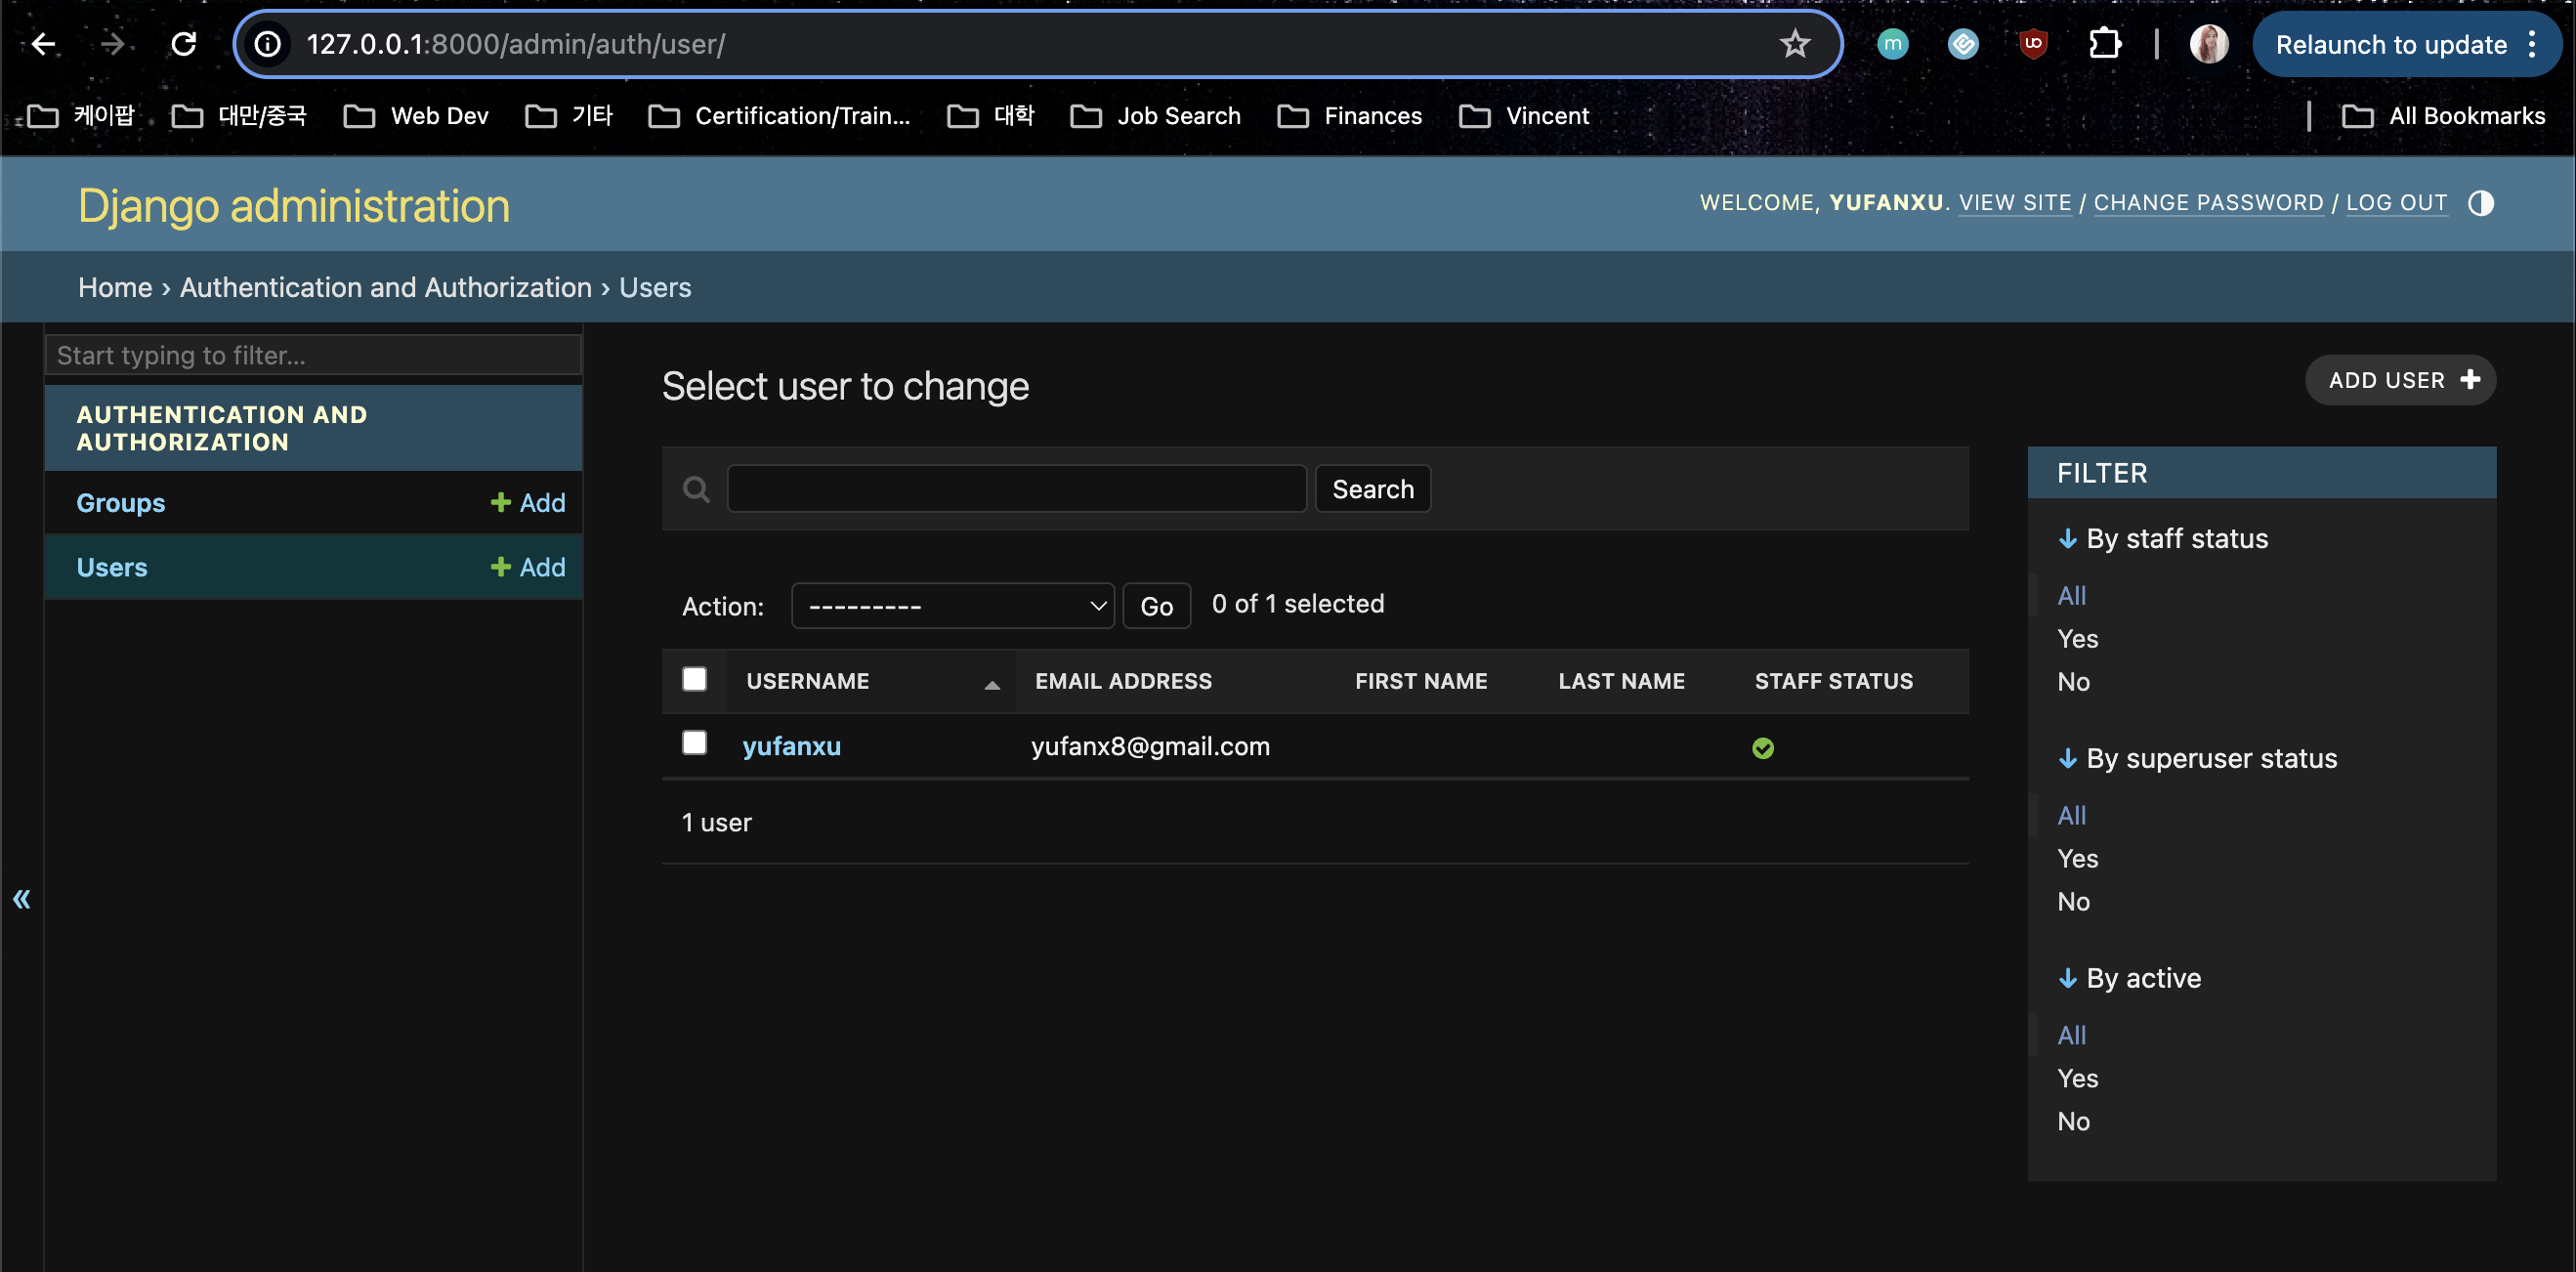 127.0.0.1:8000/admin/auth/user/
Relaunch to update
케이팝 대만/중국 Web Dev 기타 Certification/Train... 대학 Job Search Finances Vincent All Bookmarks
Django administration
WELCOME, YUFANXU. VIEW SITE / CHANGE PASSWORD / LOG OUT
Home › Authentication and Authorization › Users
Start typing to filter...
AUTHENTICATION AND
AUTHORIZATION
Groups + Add
Users + Add
«
Select user to change
ADD USER +
Search
Action: --------- Go 0 of 1 selected
USERNAME EMAIL ADDRESS FIRST NAME LAST NAME STAFF STATUS
yufanxu yufanx8@gmail.com
1 user
FILTER
↓ By staff status
All
Yes
No
↓ By superuser status
All
Yes
No
↓ By active
All
Yes
No